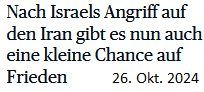 Nach Israels Angriff auf
den Iran gibt es nun auch
eine kleine Chance auf
Frieden 26. Okt. 2024